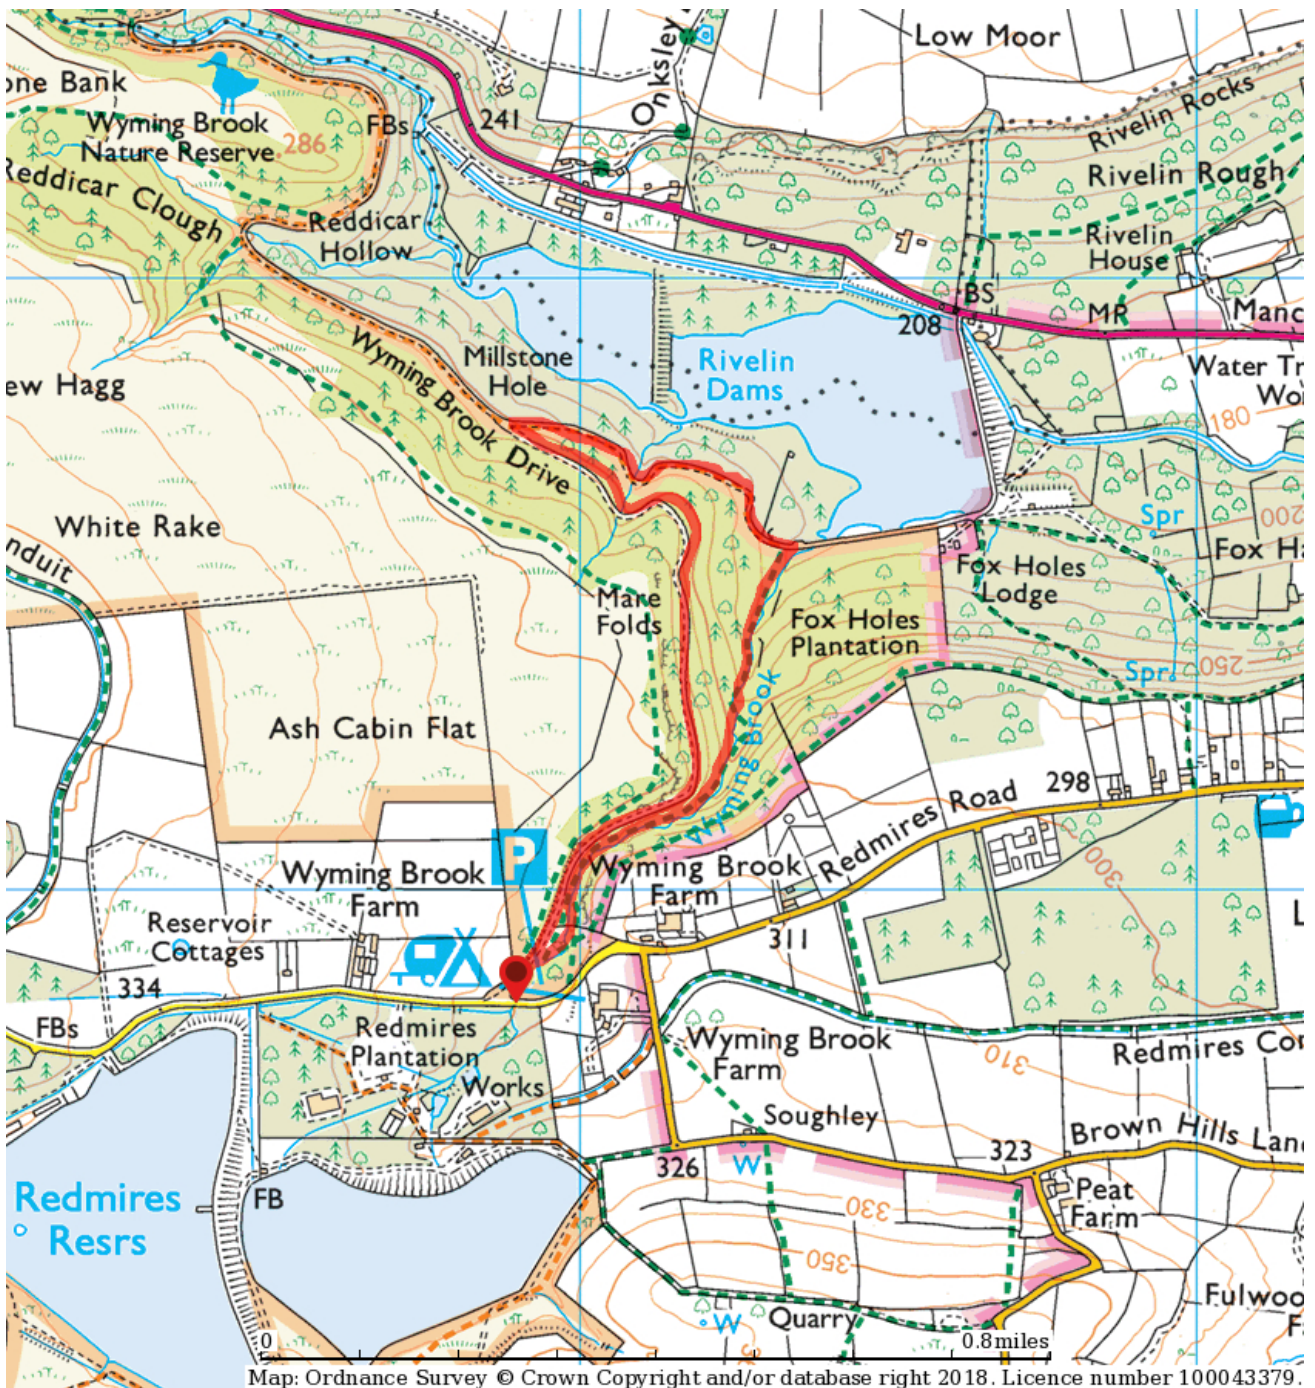 Low Moor
Onksley
one Bank
Rivelin Rocks
241
FBs
Wyming Brook
Nature Reserve
286
Rivelin Rough
Reddicar Clough
Reddicar
Hollow
Rivelin
House
BS
MP
Manc
208
Wyming Brook Drive
Millstone
Hole
Rivelin
Dams
Water Tr
Wo
ew Hagg
180
White Rake
Spr
200
nduit
Fox Ha
Fox Holes
Lodge
Mare
Folds
Fox Holes
Plantation
250
Spr
Wyming Brook
Ash Cabin Flat
298
Redmires Road
P
300
Wyming Brook
Farm
Wyming Brook
Farm
Reservoir
Cottages
L
311
334
FBs
Redmires
Plantation
Wyming Brook
Farm
310
Redmires Con
Works
Soughley
Brown Hills Lane
326
W
323
Redmires
Resrs
FB
Peat
Farm
330
350
Fulwoo
F
W
Quarry
0
0.8miles
Map: Ordnance Survey © Crown Copyright and/or database right 2018. Licence number 100043379.